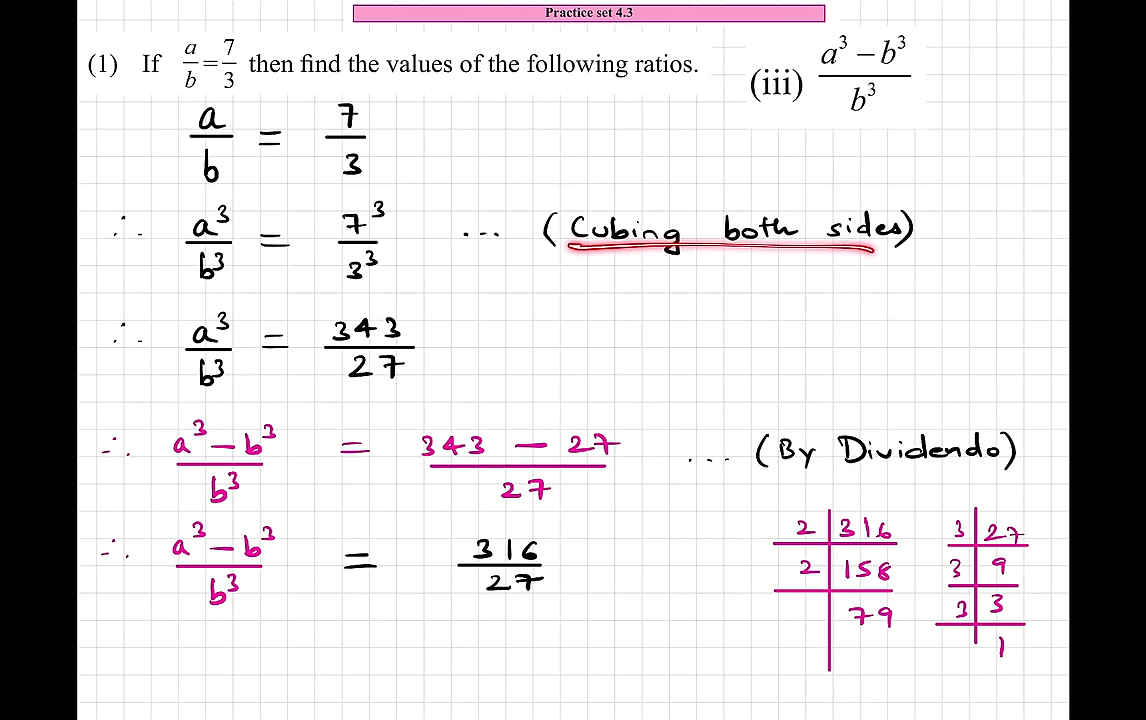 Practice set 4.3
(1) If a/b = 7/3 then find the values of the following ratios. (iii) (a³ − b³)/b³
a/b = 7/3
∴ a³/b³ = 7³/3³ ... (Cubing both sides)
∴ a³/b³ = 343/27
∴ (a³ − b³)/b³ = (343 − 27)/27 ... (By Dividendo)
∴ (a³ − b³)/b³ = 316/27
2 | 316
2 | 158
79
3 | 27
3 | 9
3 | 3
1